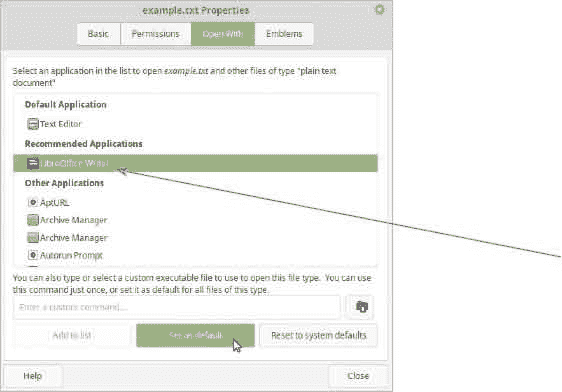 example.txt Properties
Basic Permissions Open With Emblems
Select an application in the list to open example.txt and other files of type "plain text
document"
Default Application
Text Editor
Recommended Applications
LibreOffice Writer
Other Applications
AptURL
Archive Manager
Archive Manager
Autorun Prompt
You can also type or select a custom executable file to use to open this file type. You can use
this command just once, or set it as default for all files of this type.
Enter a custom command...
Add to list Set as default Reset to system defaults
Help Close